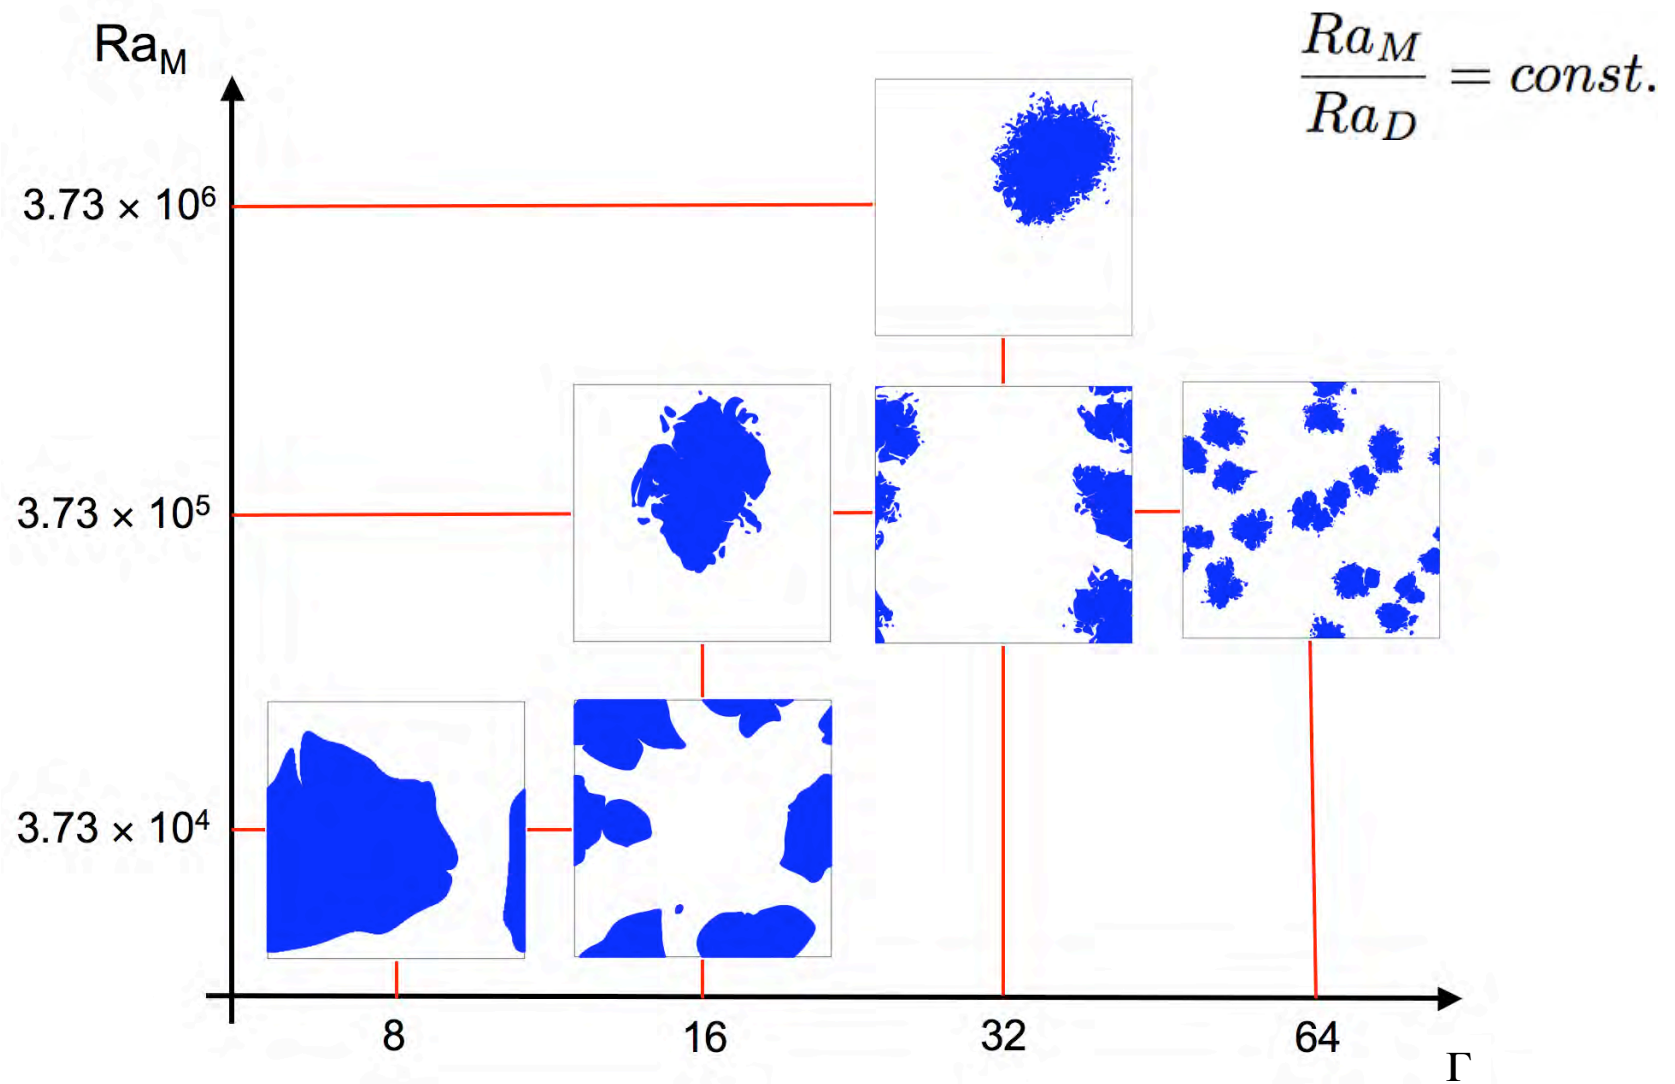 Ra_M
Ra_M / Ra_D = const.
3.73 × 10^6
3.73 × 10^5
3.73 × 10^4
8 16 32 64
Γ